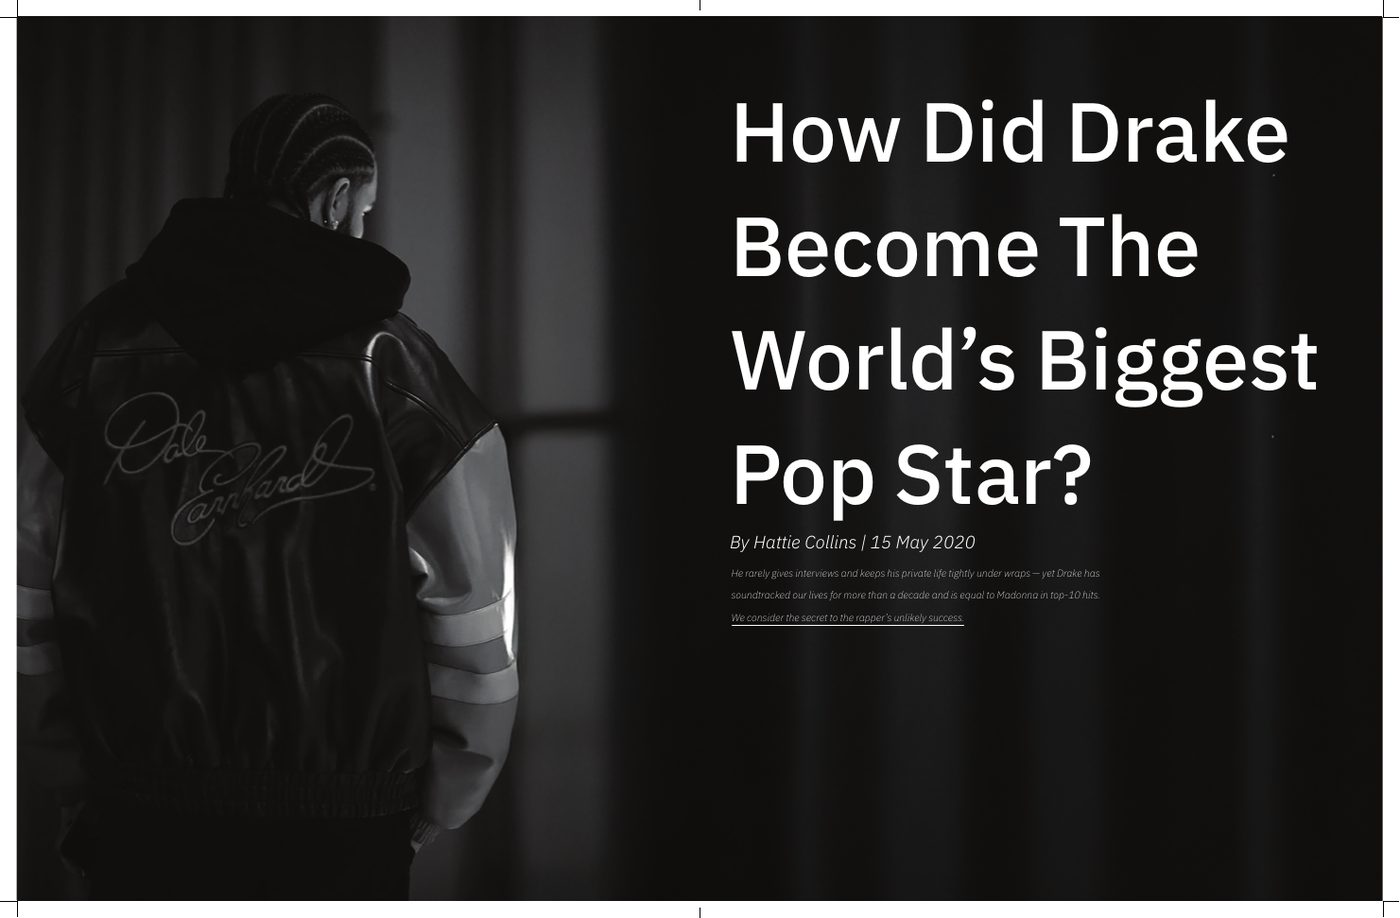 Dale
Earnhardt
How Did Drake
Become The
World’s Biggest
Pop Star?
By Hattie Collins | 15 May 2020
He rarely gives interviews and keeps his private life tightly under wraps — yet Drake has
soundtracked our lives for more than a decade and is equal to Madonna in top-10 hits.
We consider the secret to the rapper’s unlikely success.